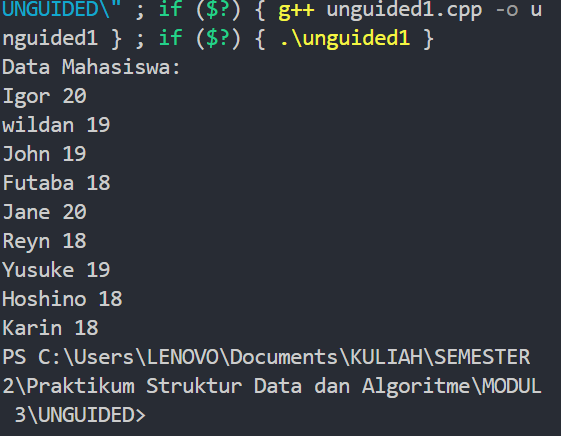 UNGUIDED\" ; if ($?) { g++ unguided1.cpp -o u
nguided1 } ; if ($?) { .\unguided1 }
Data Mahasiswa:
Igor 20
wildan 19
John 19
Futaba 18
Jane 20
Reyn 18
Yusuke 19
Hoshino 18
Karin 18
PS C:\Users\LENOVO\Documents\KULIAH\SEMESTER
2\Praktikum Struktur Data dan Algoritme\MODUL
3\UNGUIDED>